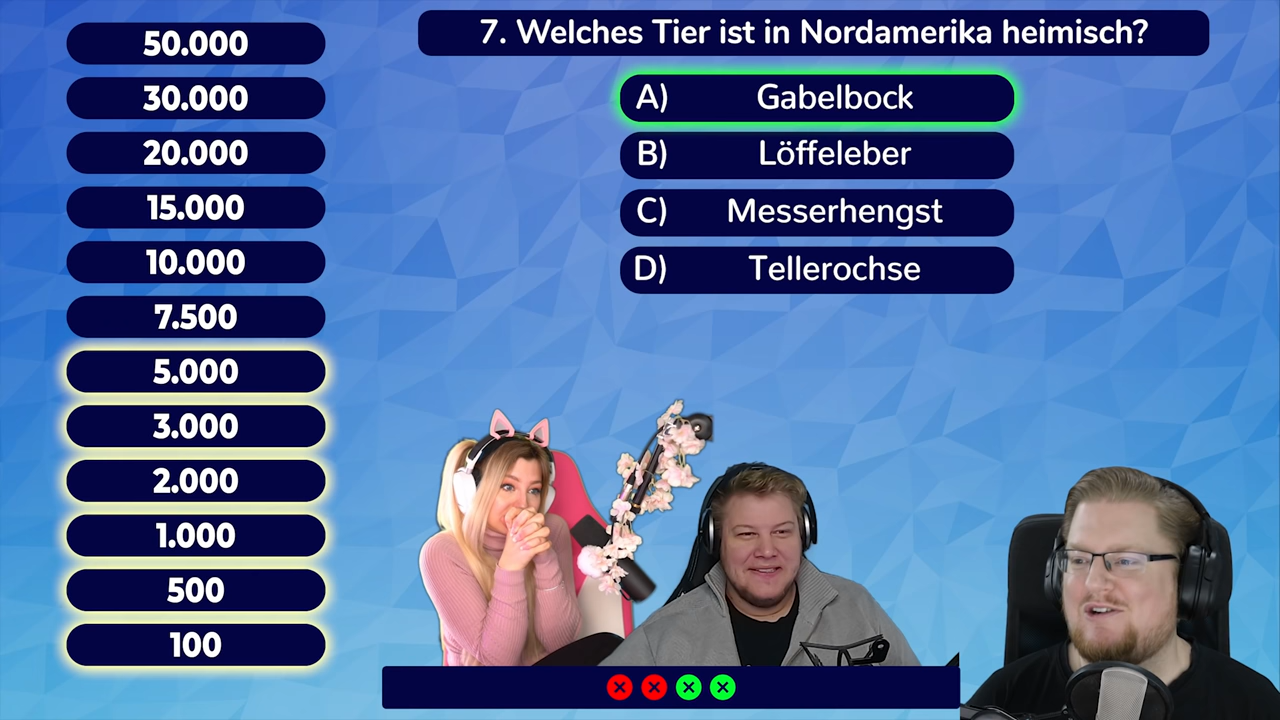 50.000
30.000
20.000
15.000
10.000
7.500
5.000
3.000
2.000
1.000
500
100
7. Welches Tier ist in Nordamerika heimisch?
A) Gabelbock
B) Löffeleber
C) Messerhengst
D) Tellerochse